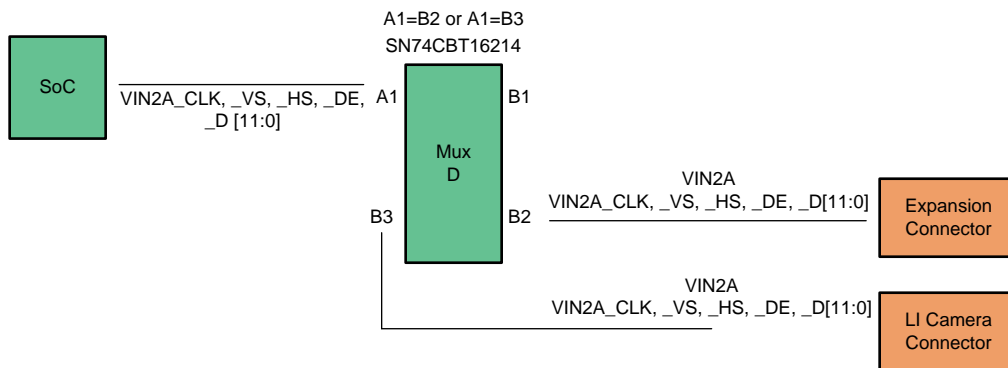 A1=B2 or A1=B3
SN74CBT16214
SoC
VIN2A_CLK, _VS, _HS, _DE,
_D [11:0]
A1
B1
Mux
D
B3
B2
VIN2A
VIN2A_CLK, _VS, _HS, _DE, _D[11:0]
Expansion
Connector
VIN2A
VIN2A_CLK, _VS, _HS, _DE, _D[11:0]
LI Camera
Connector